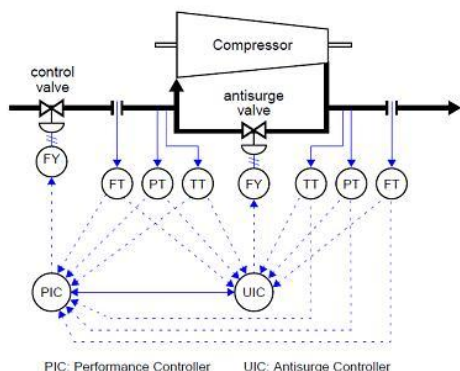 Compressor
control
valve
antisurge
valve
FY
FT
PT
TT
FY
TT
PT
FT
PIC
UIC
PIC: Performance Controller
UIC: Antisurge Controller